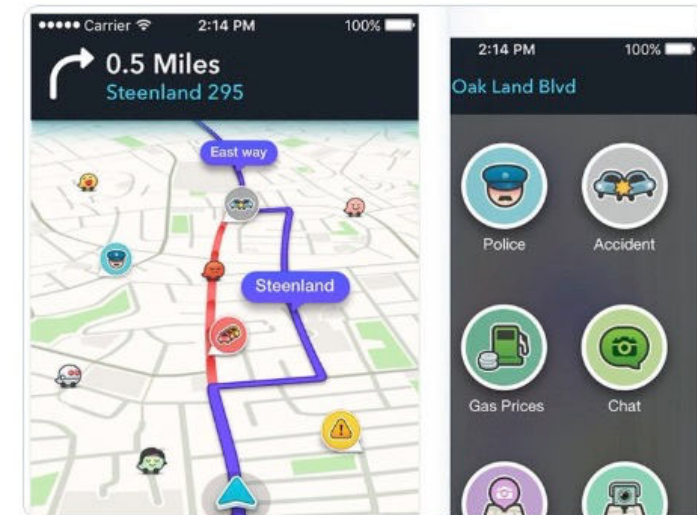 Carrier 2:14 PM 100%
0.5 Miles
Steenland 295
East way
Steenland
2:14 PM 100%
Oak Land Blvd
Police Accident
Gas Prices Chat